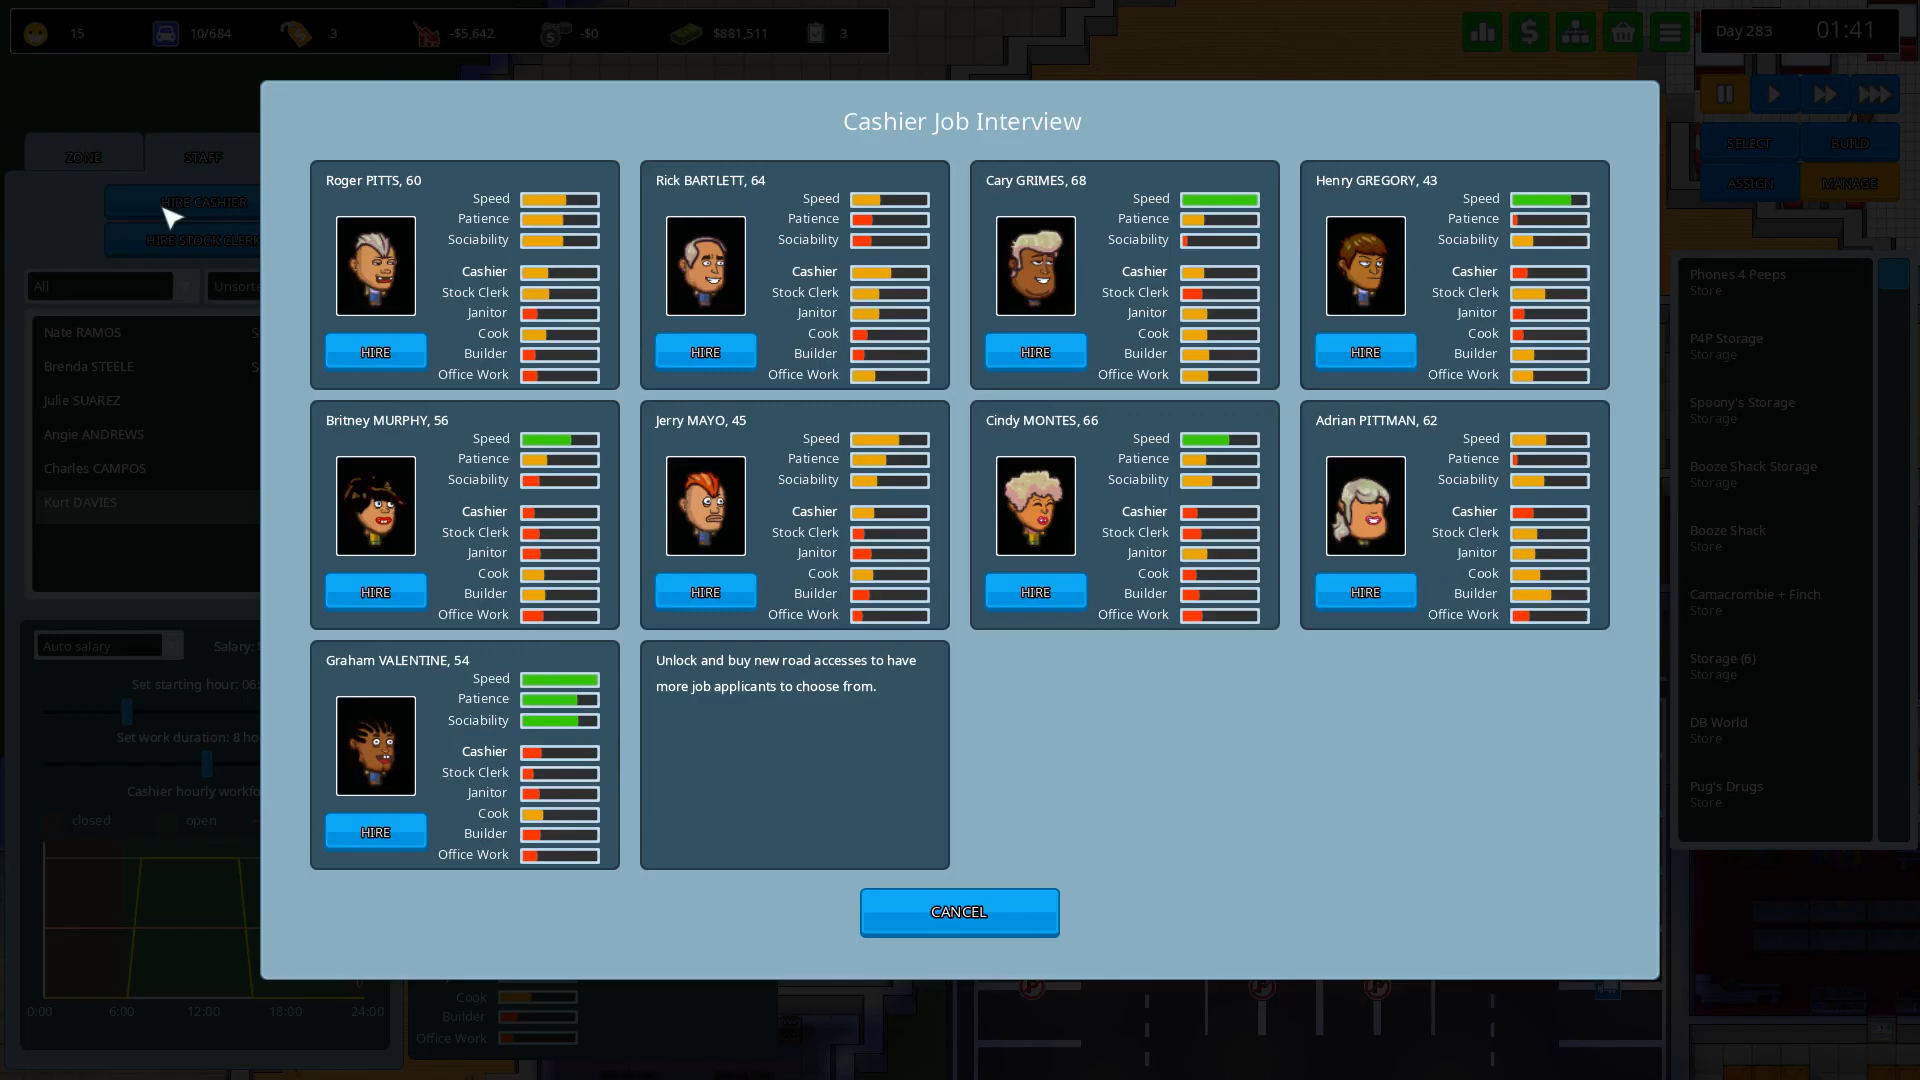 15
10/684
3
-$5,642
-$0
$881,511
3
Day 283
01:41
ZONE
STAFF
HIRE CASHIER
HIRE STOCK CLERK
All
Nate RAMOS
Brenda STEELE
Julie SUAREZ
Angie ANDREWS
Charles CAMPOS
Kurt DAVIES
Auto salary
Salary:
Set starting hour: 06:
Set work duration: 8
Cashier hourly
closed
open
0:00
6:00
12:00
18:00
24:00
Cashier Job Interview
Roger PITTS, 60
Speed
Patience
Sociability
Cashier
Stock Clerk
Janitor
Cook
Builder
Office Work
HIRE
Rick BARTLETT, 64
Speed
Patience
Sociability
Cashier
Stock Clerk
Janitor
Cook
Builder
Office Work
HIRE
Cary GRIMES, 68
Speed
Patience
Sociability
Cashier
Stock Clerk
Janitor
Cook
Builder
Office Work
HIRE
Henry GREGORY, 43
Speed
Patience
Sociability
Cashier
Stock Clerk
Janitor
Cook
Builder
Office Work
HIRE
Britney MURPHY, 56
Speed
Patience
Sociability
Cashier
Stock Clerk
Janitor
Cook
Builder
Office Work
HIRE
Jerry MAYO, 45
Speed
Patience
Sociability
Cashier
Stock Clerk
Janitor
Cook
Builder
Office Work
HIRE
Cindy MONTES, 66
Speed
Patience
Sociability
Cashier
Stock Clerk
Janitor
Cook
Builder
Office Work
HIRE
Adrian PITTMAN, 62
Speed
Patience
Sociability
Cashier
Stock Clerk
Janitor
Cook
Builder
Office Work
HIRE
Graham VALENTINE, 54
Speed
Patience
Sociability
Cashier
Stock Clerk
Janitor
Cook
Builder
Office Work
HIRE
Unlock and buy new road accesses to have
more job applicants to choose from.
CANCEL
Cook
Builder
Office Work
SELECT
BUILD
ASSIGN
MANAGE
Phones 4 Peeps
Store
P4P Storage
Storage
Spoony's Storage
Storage
Booze Shack Storage
Storage
Booze Shack
Store
Camacrombie + Finch
Store
Storage (6)
Storage
DB World
Store
Pug's Drugs
Store